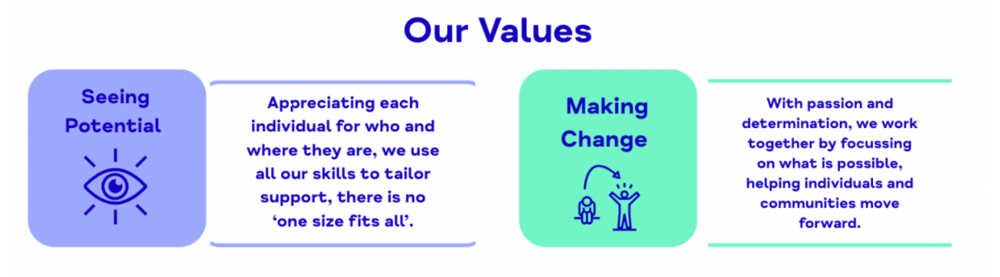 Our Values
Seeing
Potential
Appreciating each
individual for who and
where they are, we use
all our skills to tailor
support, there is no
‘one size fits all’.
Making
Change
With passion and
determination, we work
together by focussing
on what is possible,
helping individuals and
communities move
forward.